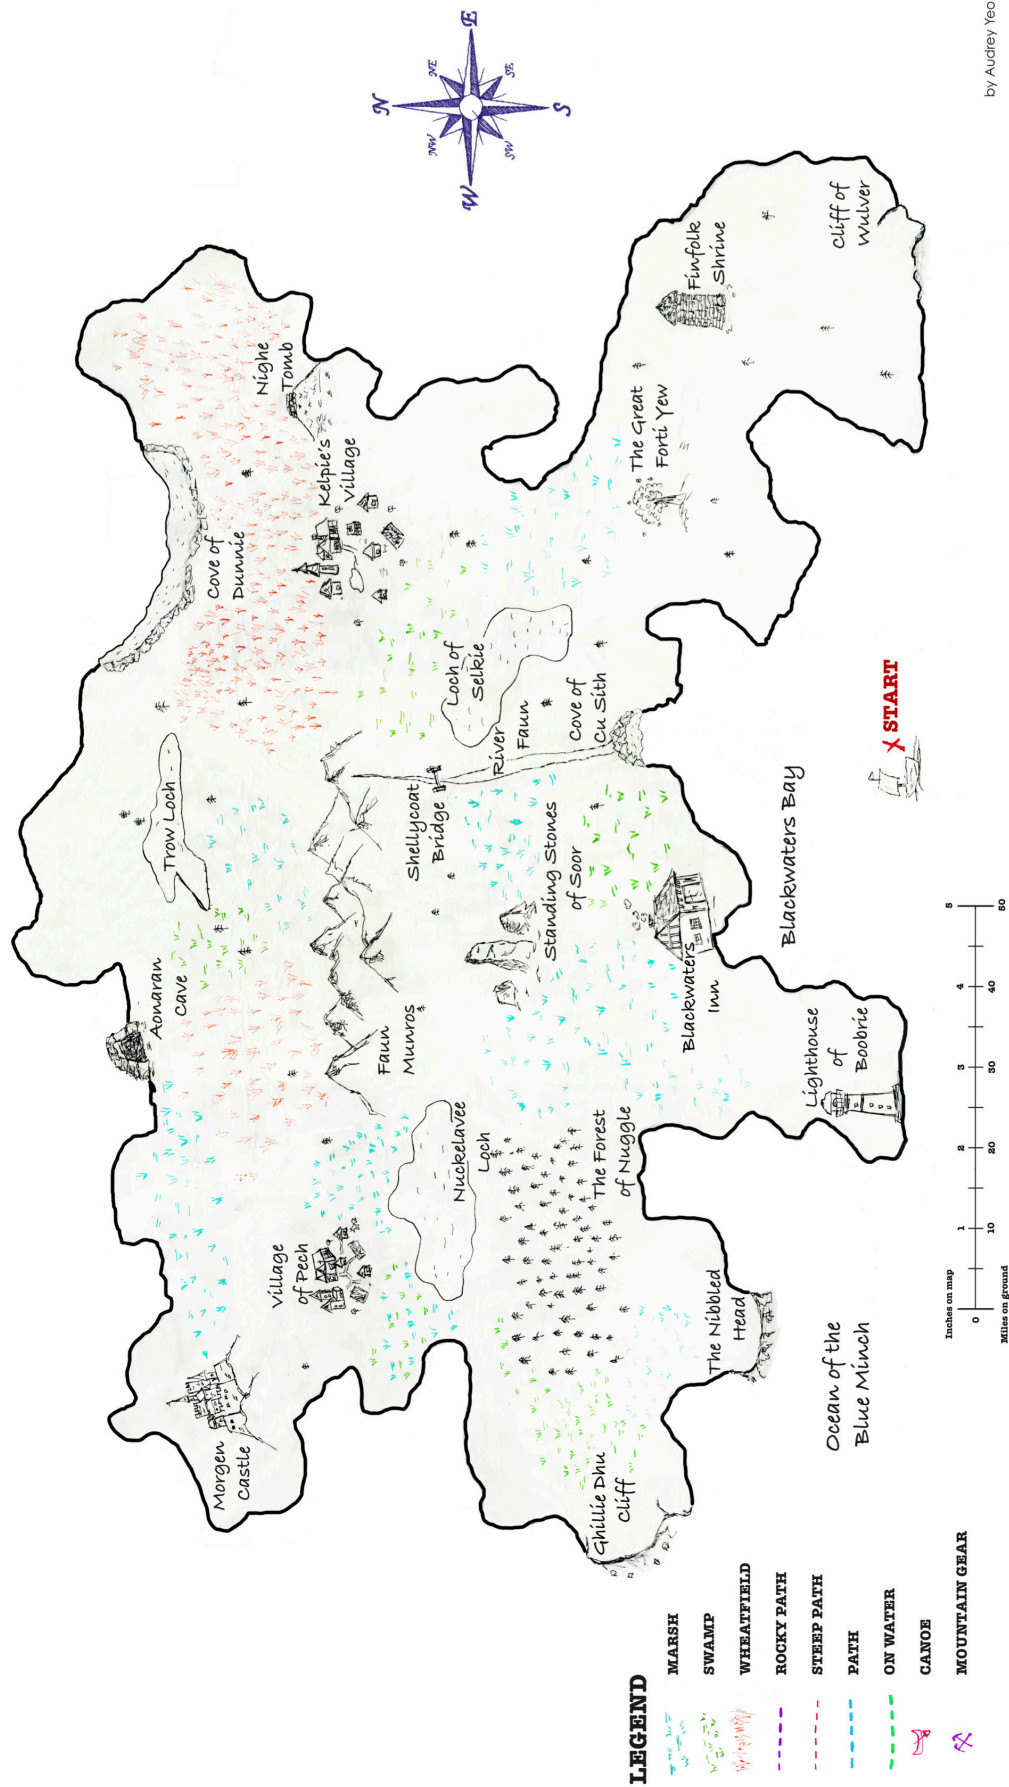 N
NE
E
SE
S
SW
W
NW
Morgen
Castle
Aonaran
Cave
Trow Loch
Cove of
Dunnie
Nighe
Tomb
Village
of Pech
Kelpie's
Village
Faun
Munros
Shellycoat
Bridge
Loch of
Selkie
River
Faun
Nuckelavee
Loch
Standing Stones
of Soor
Cove of
Cu Sith
The Great
Forti Yew
Finfolk
Shrine
Cliff of
Wulver
The Forest
of Nuggle
Ghillie Dhu
Cliff
The Nibbled
Head
Blackwaters
Inn
Lighthouse
of
Boobrie
Blackwaters Bay
X START
Ocean of the
Blue Minch
LEGEND
MARSH
SWAMP
WHEATFIELD
ROCKY PATH
STEEP PATH
PATH
ON WATER
CANOE
MOUNTAIN GEAR
Inches on map
0 1 2 3 4 5
Miles on ground
10 20 30 40 50
by Audrey Yeo